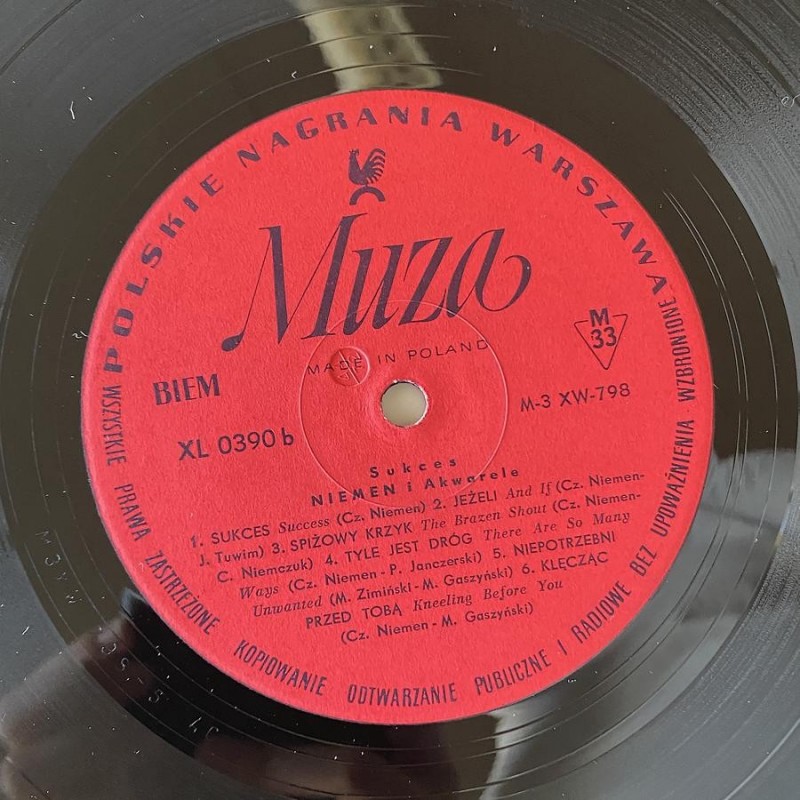 POLSKIE NAGRANIA WARSZAWA
Muza
MADE IN POLAND
M
33
BIEM
M-3 XW-798
XL 0390 b
Sukces
NIEMEN i Akwarele
1. SUKCES Success (Cz. Niemen) 2. JEŻELI And If (Cz. Niemen-
J. Tuwim) 3. SPIŻOWY KRZYK The Brazen Shout (Cz. Niemen-
C. Niemczuk) 4. TYLE JEST DRÓG There Are So Many
Ways (Cz. Niemen - P. Janczerski) 5. NIEPOTRZEBNI
Unwanted (M. Zimiński - M. Gaszyński) 6. KLĘCZĄC
PRZED TOBĄ Kneeling Before You
(Cz. Niemen - M. Gaszyński)
WSZYSTKIE PRAWA ZASTRZEŻONE KOPIOWANIE ODTWARZANIE PUBLICZNE I RADIOWE BEZ UPOWAŻNIENIA WZBRONIONE